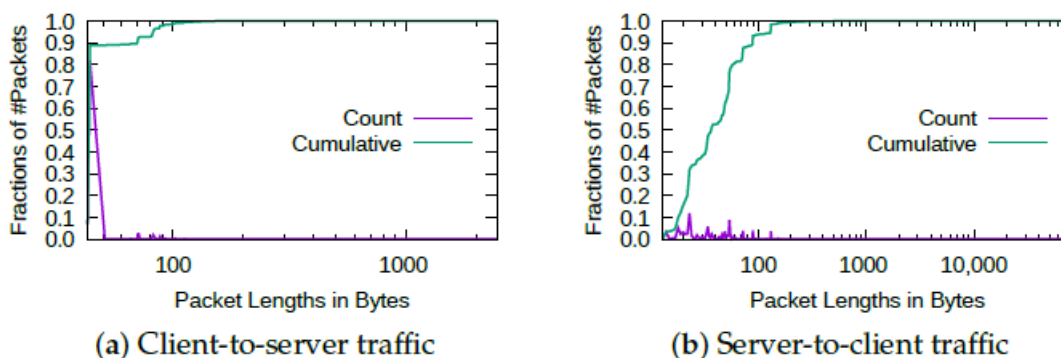 1.0
0.9
0.8
0.7
0.6
0.5
0.4
0.3
0.2
0.1
0.0
Fractions of #Packets
Count
Cumulative
100 1000
Packet Lengths in Bytes
(a) Client-to-server traffic
1.0
0.9
0.8
0.7
0.6
0.5
0.4
0.3
0.2
0.1
0.0
Fractions of #Packets
Count
Cumulative
100 1000 10,000
Packet Lengths in Bytes
(b) Server-to-client traffic